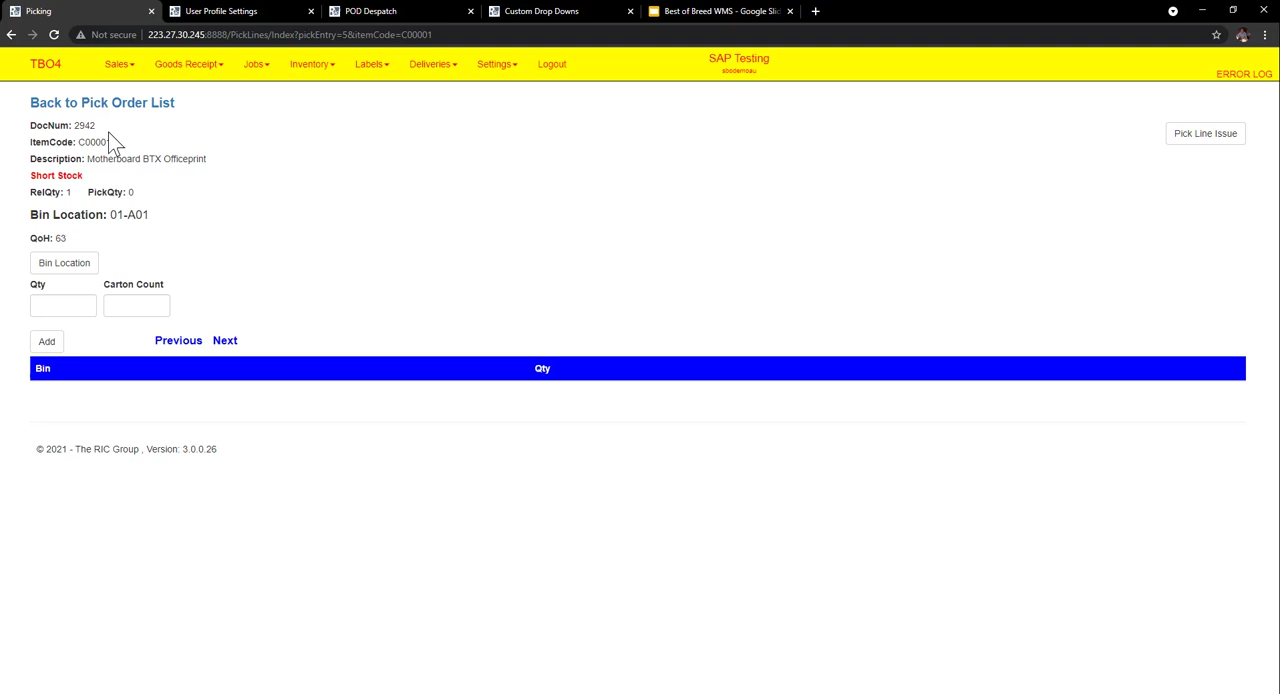 Picking
User Profile Settings
POD Despatch
Custom Drop Downs
Best of Breed WMS - Google Slid
Not secure 223.27.30.245:8888/PickLines/Index?pickEntry=5&itemCode=C00001
TBO4 Sales Goods Receipt Jobs Inventory Labels Deliveries Settings Logout
SAP Testing
sbodemoau
ERROR LOG
Back to Pick Order List
DocNum: 2942
ItemCode: C00001
Pick Line Issue
Description: Motherboard BTX Officeprint
Short Stock
RelQty: 1 PickQty: 0
Bin Location: 01-A01
QoH: 63
Bin Location
Qty Carton Count
Add Previous Next
Bin Qty
© 2021 - The RIC Group , Version: 3.0.0.26